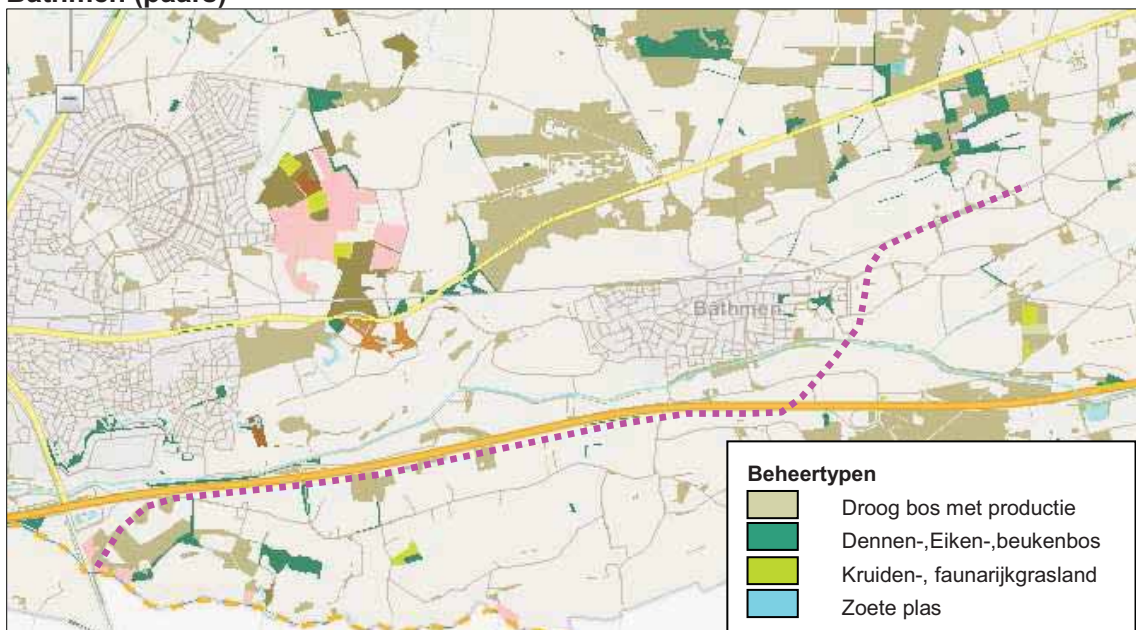 Bathmen (paars)
Bathmen
Beheertypen
Droog bos met productie
Dennen-,Eiken-,beukenbos
Kruiden-, faunarijkgrasland
Zoete plas